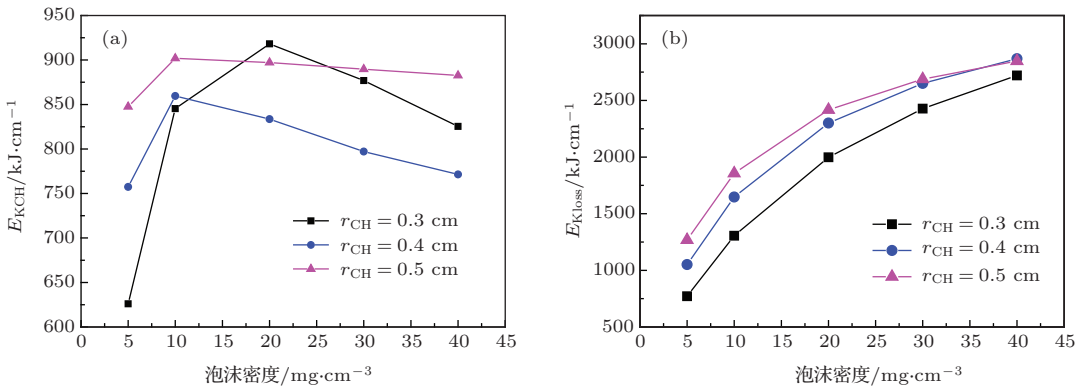 950
900
850
800
750
700
650
600
(a)
E_KCH/kJ·cm⁻¹
r_CH = 0.3 cm
r_CH = 0.4 cm
r_CH = 0.5 cm
0 5 10 15 20 25 30 35 40 45
泡沫密度/mg·cm⁻³
3000
2500
2000
1500
1000
500
(b)
E_Kloss/kJ·cm⁻¹
r_CH = 0.3 cm
r_CH = 0.4 cm
r_CH = 0.5 cm
0 5 10 15 20 25 30 35 40 45
泡沫密度/mg·cm⁻³